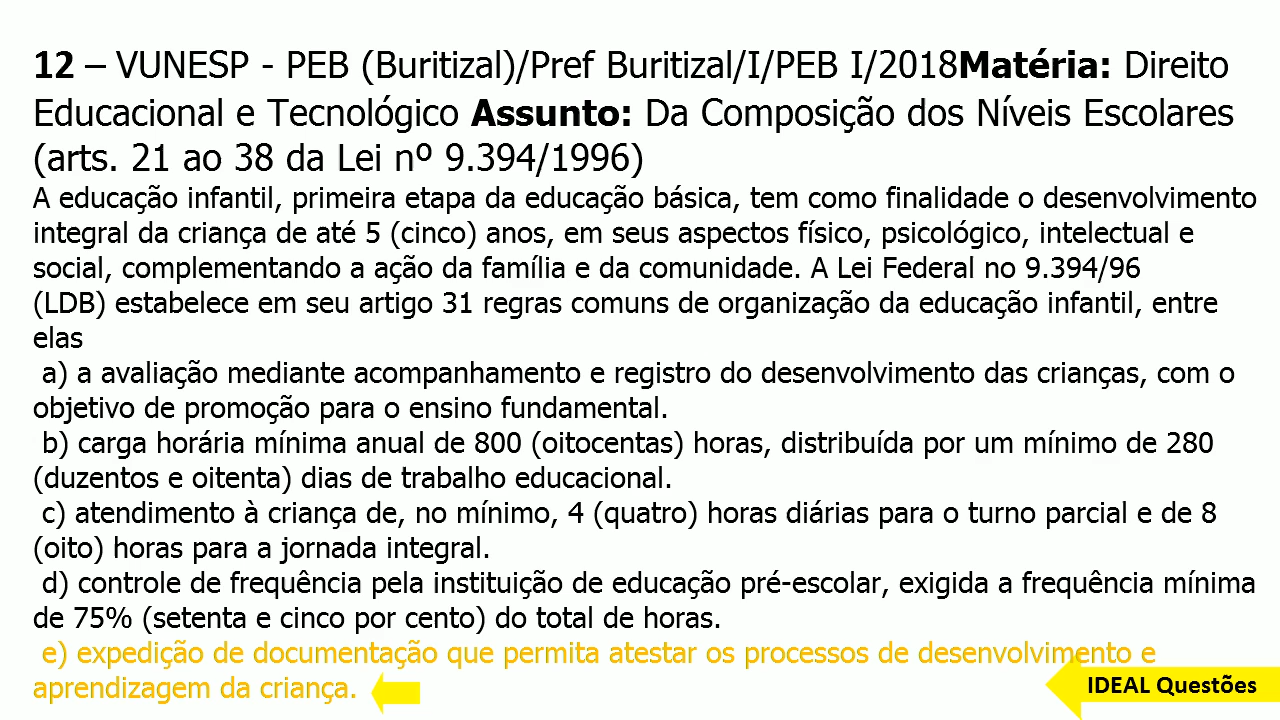 12 – VUNESP - PEB (Buritizal)/Pref Buritizal/I/PEB I/2018Matéria: Direito
Educacional e Tecnológico Assunto: Da Composição dos Níveis Escolares
(arts. 21 ao 38 da Lei nº 9.394/1996)
A educação infantil, primeira etapa da educação básica, tem como finalidade o desenvolvimento
integral da criança de até 5 (cinco) anos, em seus aspectos físico, psicológico, intelectual e
social, complementando a ação da família e da comunidade. A Lei Federal no 9.394/96
(LDB) estabelece em seu artigo 31 regras comuns de organização da educação infantil, entre
elas
a) a avaliação mediante acompanhamento e registro do desenvolvimento das crianças, com o
objetivo de promoção para o ensino fundamental.
b) carga horária mínima anual de 800 (oitocentas) horas, distribuída por um mínimo de 280
(duzentos e oitenta) dias de trabalho educacional.
c) atendimento à criança de, no mínimo, 4 (quatro) horas diárias para o turno parcial e de 8
(oito) horas para a jornada integral.
d) controle de frequência pela instituição de educação pré-escolar, exigida a frequência mínima
de 75% (setenta e cinco por cento) do total de horas.
e) expedição de documentação que permita atestar os processos de desenvolvimento e
aprendizagem da criança.
IDEAL Questões